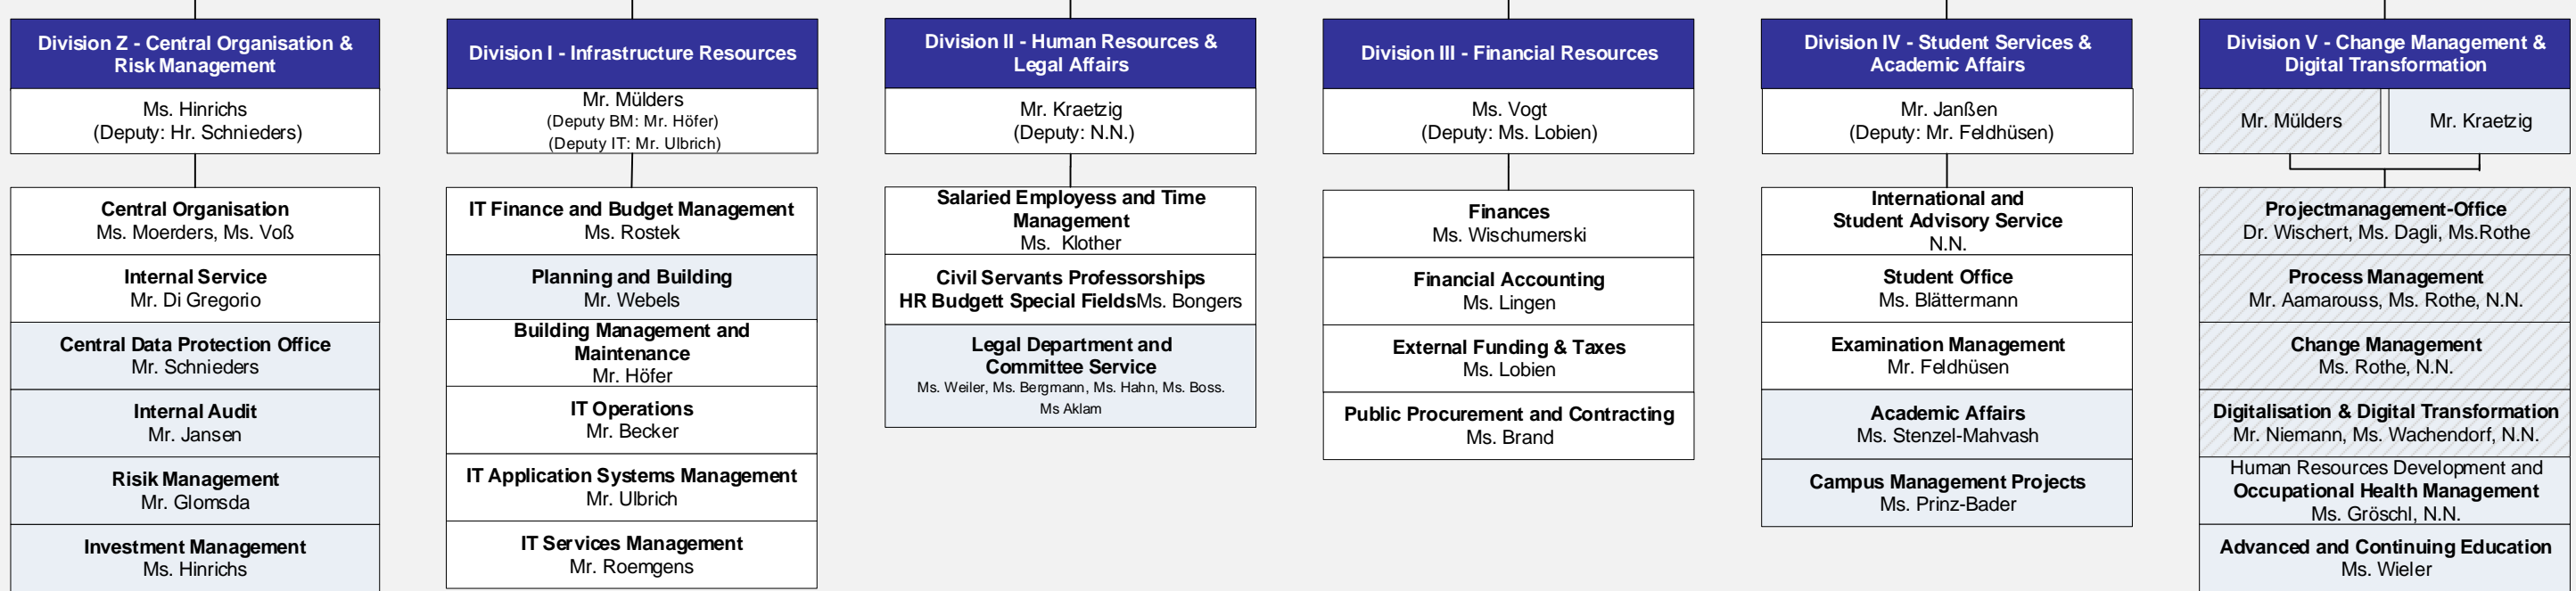 Division Z - Central Organisation &
Risk Management
Ms. Hinrichs
(Deputy: Hr. Schnieders)
Central Organisation
Ms. Moerders, Ms. Voß
Internal Service
Mr. Di Gregorio
Central Data Protection Office
Mr. Schnieders
Internal Audit
Mr. Jansen
Risik Management
Mr. Glomsda
Investment Management
Ms. Hinrichs
Division I - Infrastructure Resources
Mr. Mülders
(Deputy BM: Mr. Höfer)
(Deputy IT: Mr. Ulbrich)
IT Finance and Budget Management
Ms. Rostek
Planning and Building
Mr. Webels
Building Management and
Maintenance
Mr. Höfer
IT Operations
Mr. Becker
IT Application Systems Management
Mr. Ulbrich
IT Services Management
Mr. Roemgens
Division II - Human Resources &
Legal Affairs
Mr. Kraetzig
(Deputy: N.N.)
Salaried Employess and Time
Management
Ms. Klother
Civil Servants Professorships
HR Budgett Special FieldsMs. Bongers
Legal Department and
Committee Service
Ms. Weiler, Ms. Bergmann, Ms. Hahn, Ms. Boss.
Ms Aklam
Division III - Financial Resources
Ms. Vogt
(Deputy: Ms. Lobien)
Finances
Ms. Wischumerski
Financial Accounting
Ms. Lingen
External Funding & Taxes
Ms. Lobien
Public Procurement and Contracting
Ms. Brand
Division IV - Student Services &
Academic Affairs
Mr. Janßen
(Deputy: Mr. Feldhüsen)
International and
Student Advisory Service
N.N.
Student Office
Ms. Blättermann
Examination Management
Mr. Feldhüsen
Academic Affairs
Ms. Stenzel-Mahvash
Campus Management Projects
Ms. Prinz-Bader
Division V - Change Management &
Digital Transformation
Mr. Mülders
Mr. Kraetzig
Projectmanagement-Office
Dr. Wischert, Ms. Dagli, Ms.Rothe
Process Management
Mr. Aamarouss, Ms. Rothe, N.N.
Change Management
Ms. Rothe, N.N.
Digitalisation & Digital Transformation
Mr. Niemann, Ms. Wachendorf, N.N.
Human Resources Development and
Occupational Health Management
Ms. Gröschl, N.N.
Advanced and Continuing Education
Ms. Wieler